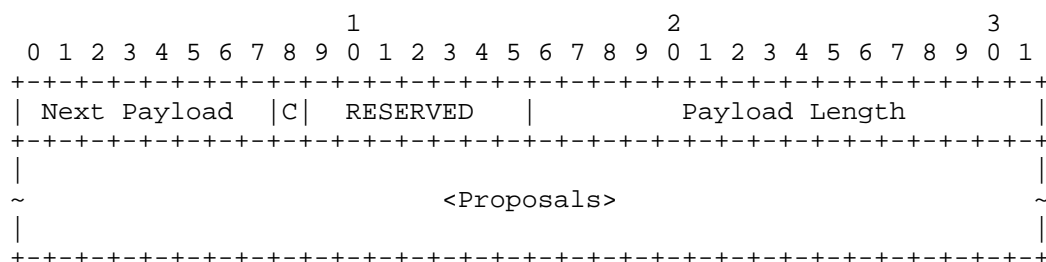 1                   2                   3
 0 1 2 3 4 5 6 7 8 9 0 1 2 3 4 5 6 7 8 9 0 1 2 3 4 5 6 7 8 9 0 1
+-+-+-+-+-+-+-+-+-+-+-+-+-+-+-+-+-+-+-+-+-+-+-+-+-+-+-+-+-+-+-+-+
| Next Payload  |C|  RESERVED   |         Payload Length        |
+-+-+-+-+-+-+-+-+-+-+-+-+-+-+-+-+-+-+-+-+-+-+-+-+-+-+-+-+-+-+-+-+
|                                                               |
~                          <Proposals>                          ~
|                                                               |
+-+-+-+-+-+-+-+-+-+-+-+-+-+-+-+-+-+-+-+-+-+-+-+-+-+-+-+-+-+-+-+-+